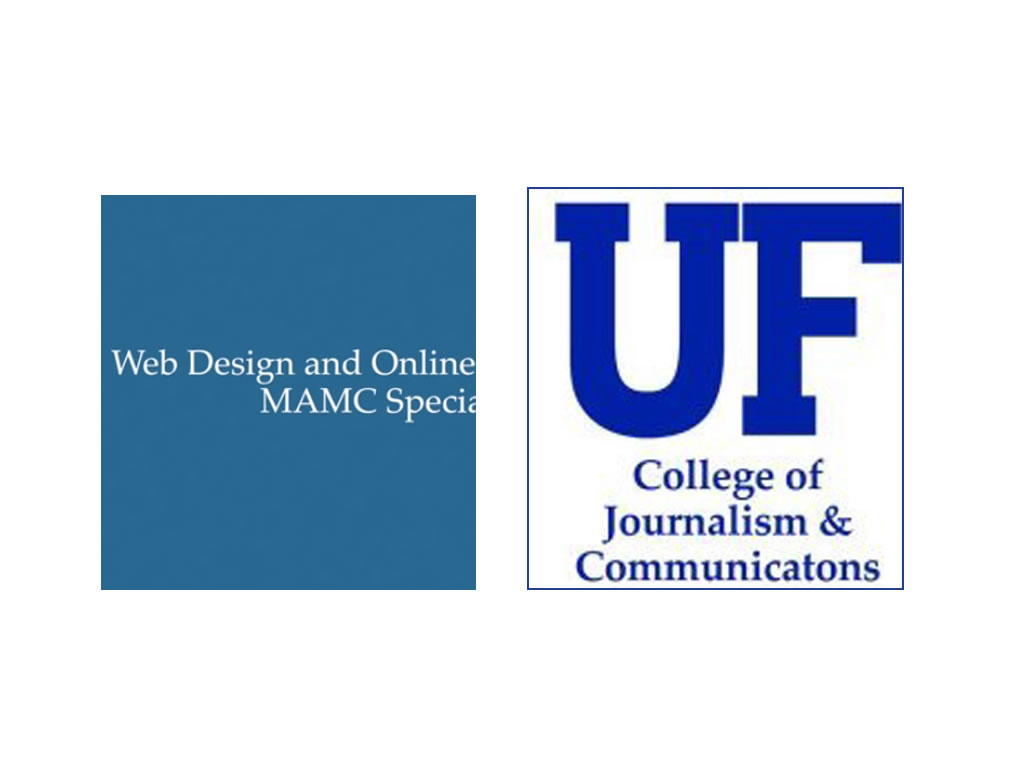 Web Design and Online
MAMC Specia
UF
College of
Journalism &
Communicatons